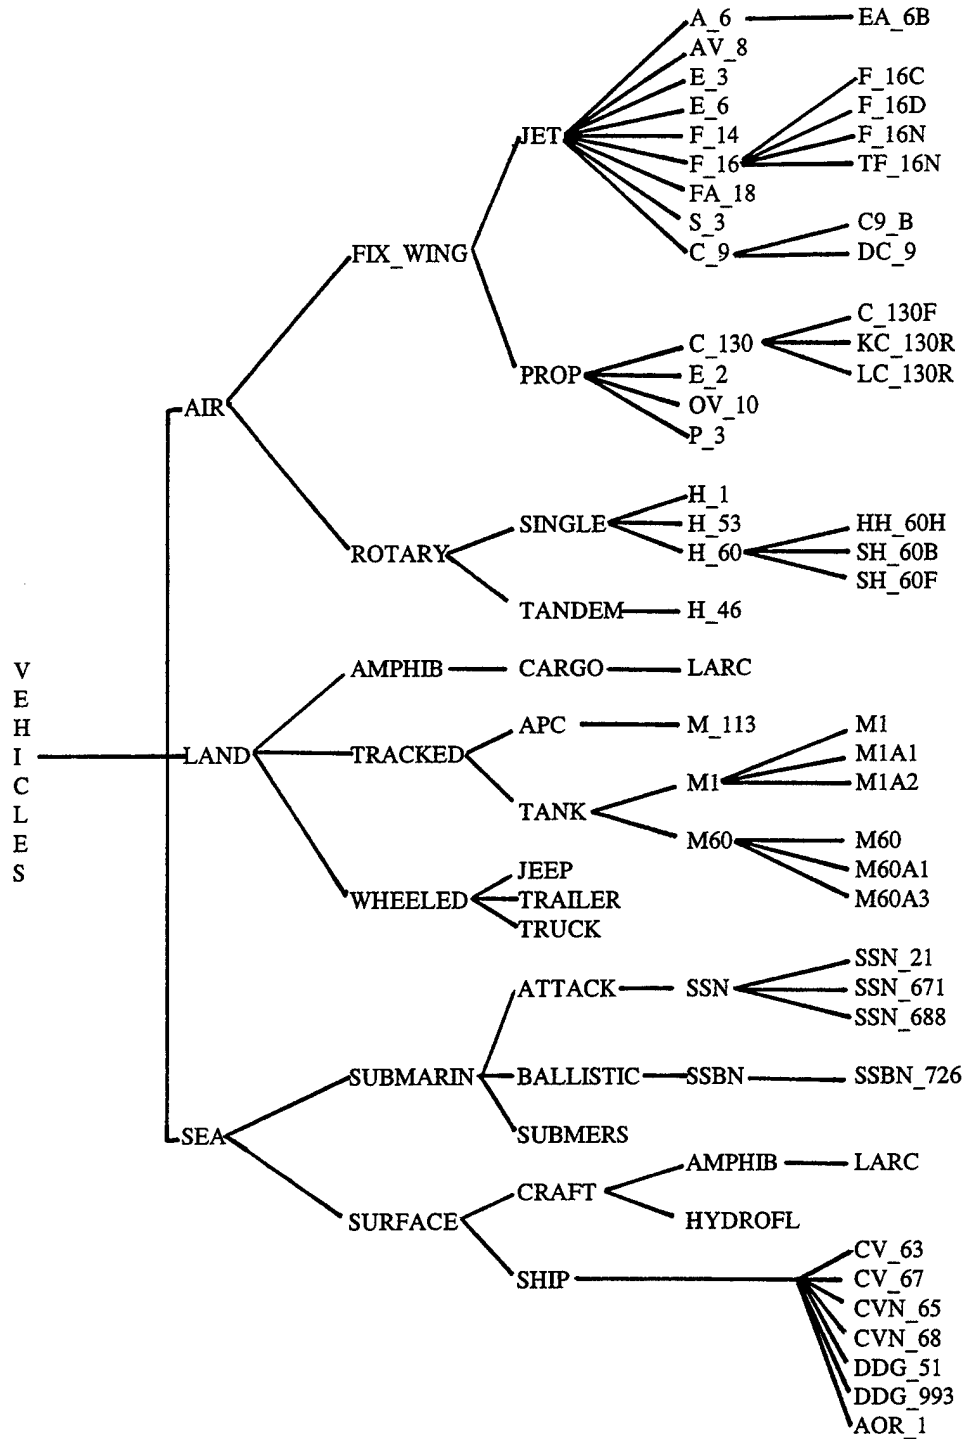 A_6 EA_6B
AV_8
E_3 F_16C
E_6 F_16D
JET F_14 F_16N
F_16 TF_16N
FA_18
S_3 C9_B
FIX_WING C_9 DC_9
C_130F
C_130 KC_130R
PROP E_2 LC_130R
AIR OV_10
P_3
H_1
SINGLE H_53 HH_60H
ROTARY H_60 SH_60B
SH_60F
TANDEM H_46
AMPHIB CARGO LARC
APC M_113 M1
VEHICLES LAND TRACKED M1A1
M1 M1A2
TANK
M60 M60
JEEP M60A1
WHEELED TRAILER M60A3
TRUCK
SSN_21
ATTACK SSN SSN_671
SSN_688
SUBMARIN BALLISTIC SSBN SSBN_726
SEA SUBMERS
AMPHIB LARC
CRAFT
SURFACE HYDROFL
CV_63
SHIP CV_67
CVN_65
CVN_68
DDG_51
DDG_993
AOR_1